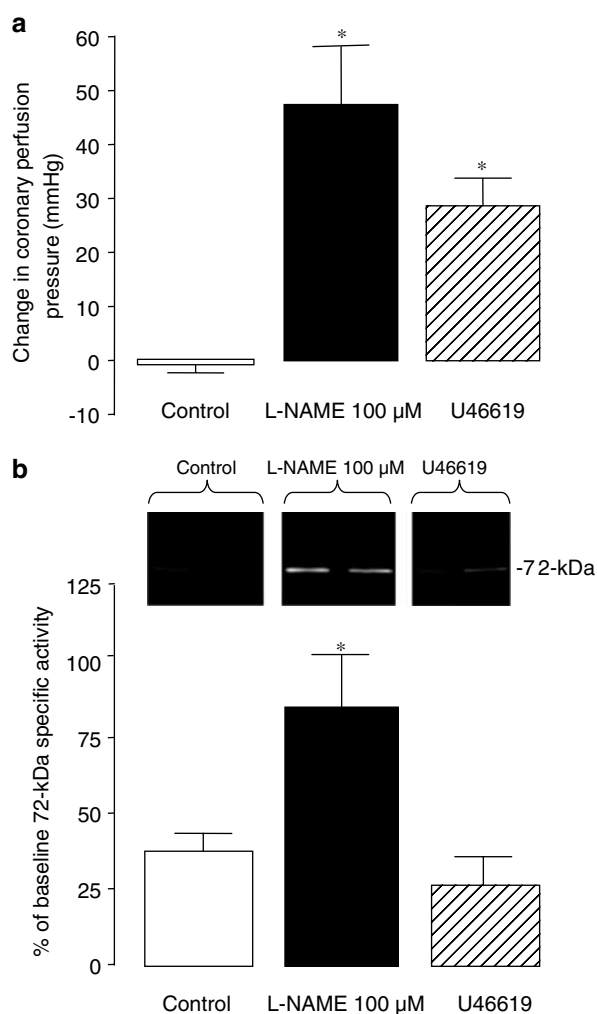 a
Change in coronary perfusion
pressure (mmHg)
60
50
40
30
20
10
0
-10
*
*
Control
L-NAME 100 µM
U46619
b
Control
L-NAME 100 µM
U46619
-72-kDa
% of baseline 72-kDa specific activity
125
100
75
50
25
0
*
Control
L-NAME 100 µM
U46619